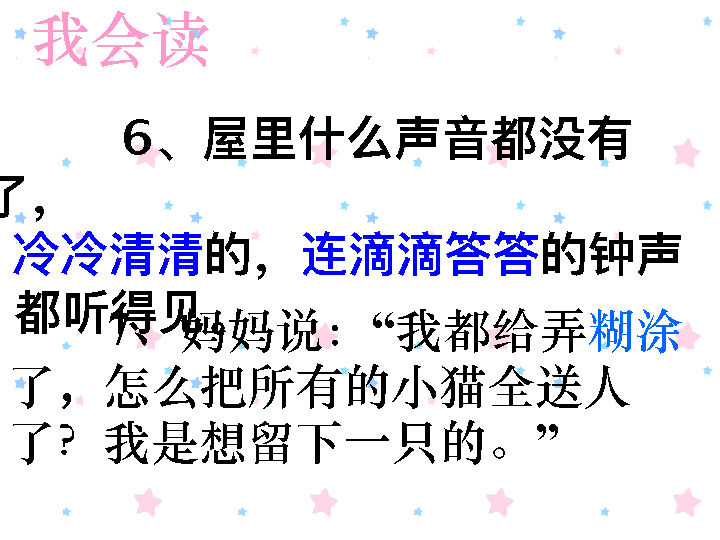 我会读
6、屋里什么声音都没有
了，
冷冷清清的，连滴滴答答的钟声
都听得见。
7、妈妈说：“我都给弄糊涂
了，怎么把所有的小猫全送人
了？我是想留下一只的。”